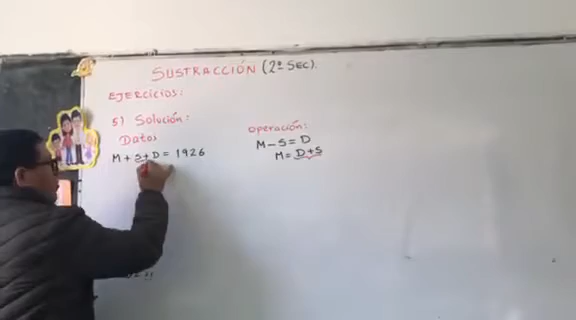 SUSTRACCIÓN (2º SEC).
EJERCICIOS:
5) Solución:
Datos
M + S + D = 1926
Operación:
M - S = D
M = D + S